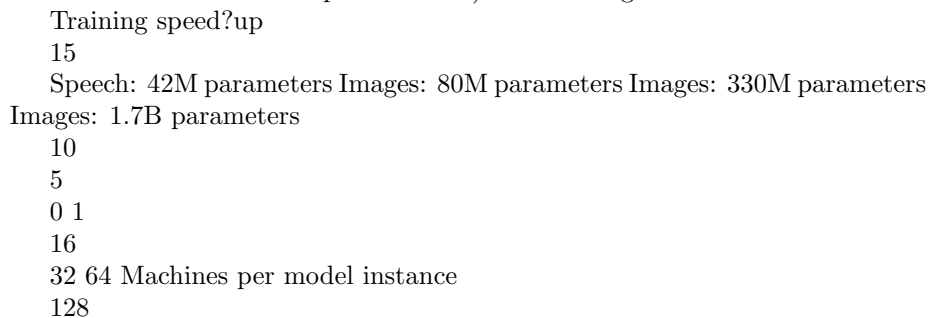 Training speed?up
15
Speech: 42M parameters Images: 80M parameters Images: 330M parameters
Images: 1.7B parameters
10
5
0 1
16
32 64 Machines per model instance
128